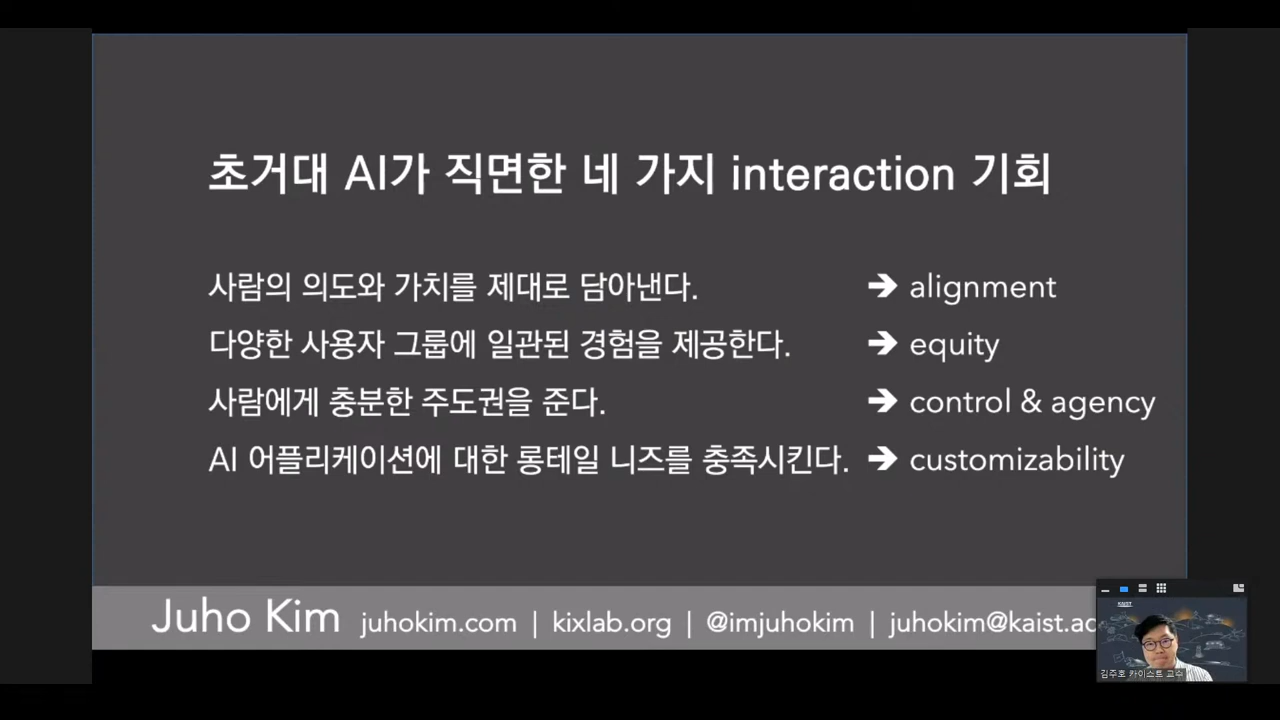 초거대 AI가 직면한 네 가지 interaction 기회
사람의 의도와 가치를 제대로 담아낸다. → alignment
다양한 사용자 그룹에 일관된 경험을 제공한다. → equity
사람에게 충분한 주도권을 준다. → control & agency
AI 어플리케이션에 대한 롱테일 니즈를 충족시킨다. → customizability
Juho Kim juhokim.com | kixlab.org | @imjuhokim | juhokim@kaist.ac
KAIST
김주호 카이스트 교수